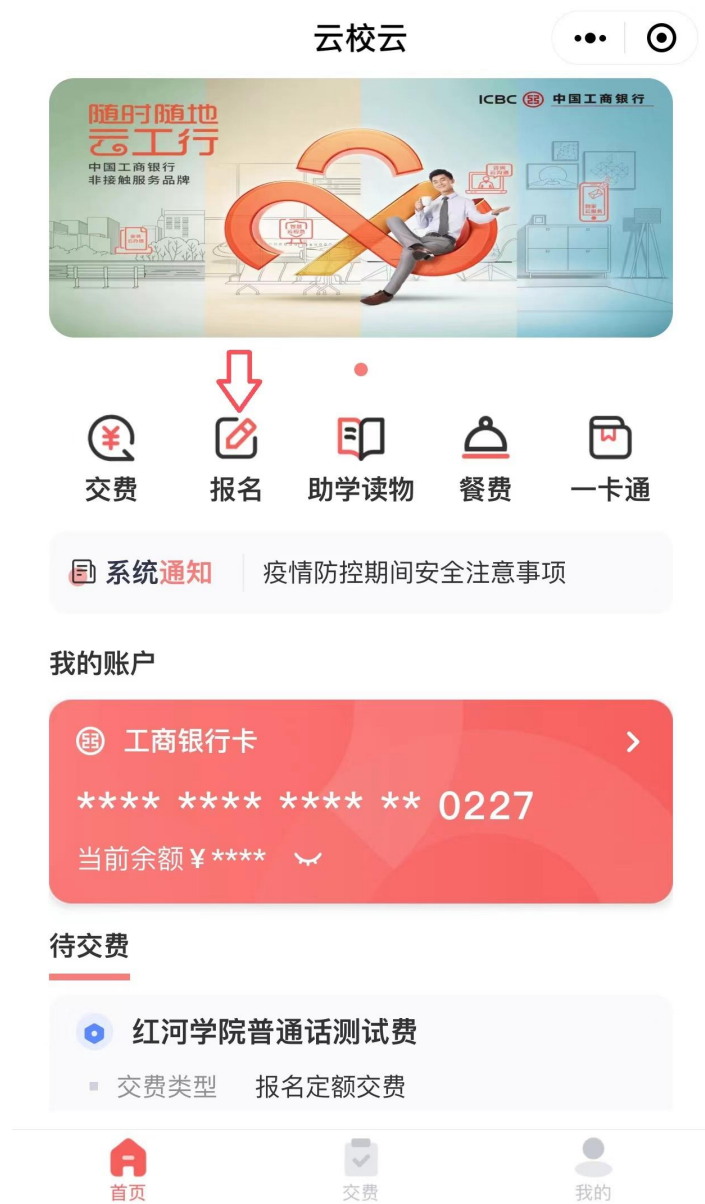 云校云
随时随地
云工行
中国工商银行
非接触服务品牌
ICBC 中国工商银行
交费
报名
助学读物
餐费
一卡通
系统通知
疫情防控期间安全注意事项
我的账户
工商银行卡
**** **** **** ** 0227
当前余额¥****
待交费
红河学院普通话测试费
交费类型 报名定额交费
首页
交费
我的